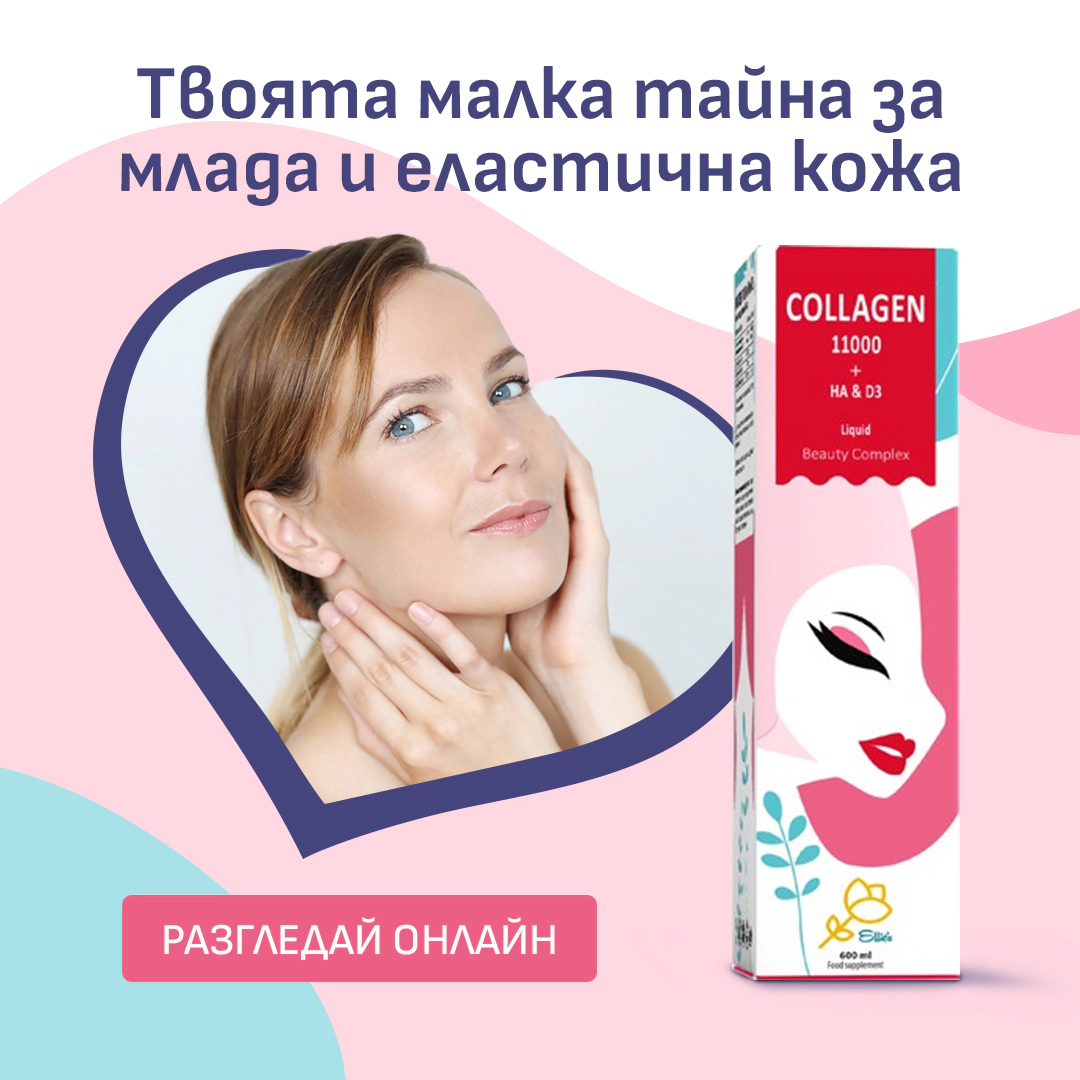 Твоята малка тайна за
млада и еластична кожа
COLLAGEN
11000
+
HA & D3
Liquid
Beauty Complex
РАЗГЛЕДАЙ ОНЛАЙН
Ellie's
600 ml
Food supplement